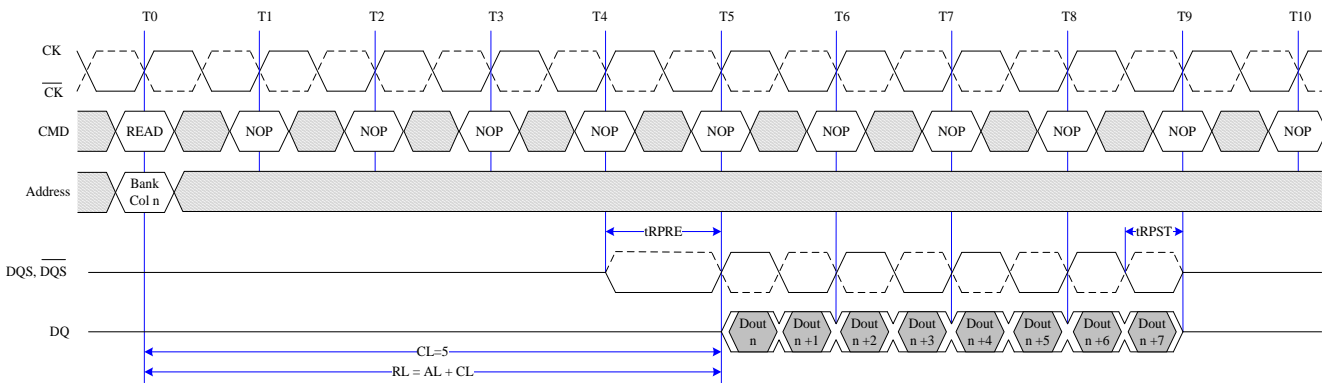 T0 T1 T2 T3 T4 T5 T6 T7 T8 T9 T10
CK
CK
CMD READ NOP NOP NOP NOP NOP NOP NOP NOP NOP NOP
Address Bank
Col n
tRPRE tRPST
DQS, DQS
DQ Dout Dout Dout Dout Dout Dout Dout Dout
n n +1 n +2 n +3 n +4 n +5 n +6 n +7
CL=5
RL = AL + CL